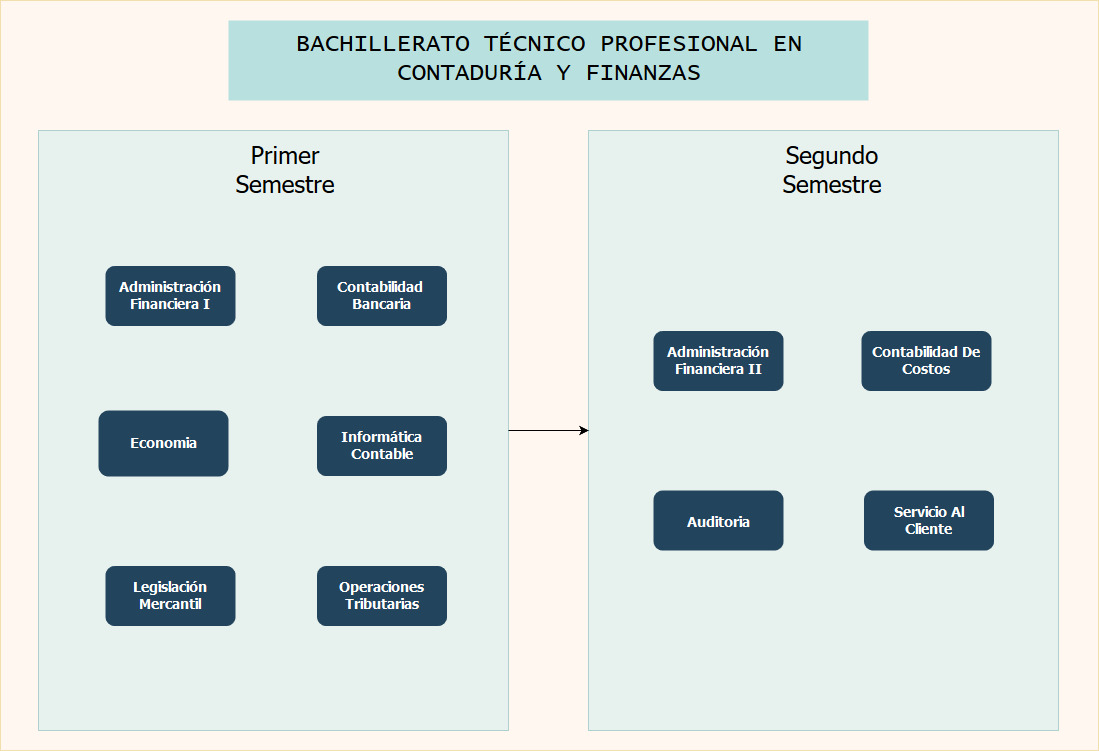 BACHILLERATO TÉCNICO PROFESIONAL EN
CONTADURÍA Y FINANZAS
Primer
Semestre
Administración
Financiera I
Contabilidad
Bancaria
Economia
Informática
Contable
Legislación
Mercantil
Operaciones
Tributarias
Segundo
Semestre
Administración
Financiera II
Contabilidad De
Costos
Auditoria
Servicio Al
Cliente